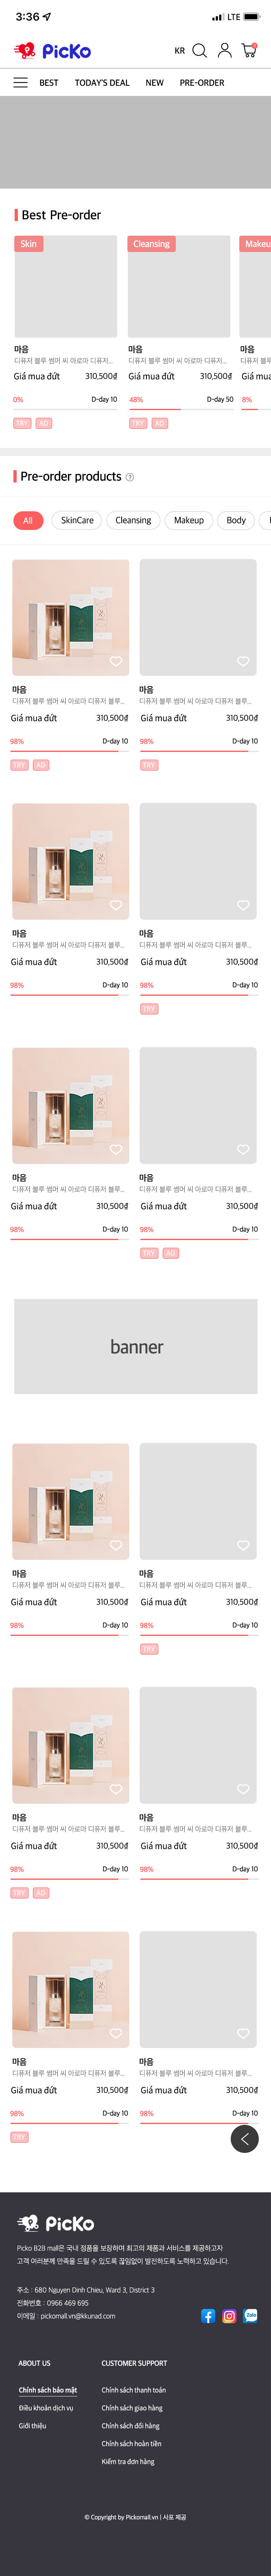 3:36
LTE
PicKo
KR
BEST TODAY'S DEAL NEW PRE-ORDER
Best Pre-order
Skin Cleansing Makeu
마음 마음 마음
디퓨저 블루 썸머 씨 아로마 디퓨저... 디퓨저 블루 썸머 씨 아로마 디퓨저... 디퓨저 블루
Giá mua đứt 310,500₫ Giá mua đứt 310,500₫ Giá mua
0% D-day 10 48% D-day 50 8%
TRY AD TRY AD
Pre-order products ?
All SkinCare Cleansing Makeup Body
마음 마음
디퓨저 블루 썸머 씨 아로마 디퓨저 블루... 디퓨저 블루 썸머 씨 아로마 디퓨저 블루...
Giá mua đứt 310,500₫ Giá mua đứt 310,500₫
98% D-day 10 98% D-day 10
TRY AD TRY
마음 마음
디퓨저 블루 썸머 씨 아로마 디퓨저 블루... 디퓨저 블루 썸머 씨 아로마 디퓨저 블루...
Giá mua đứt 310,500₫ Giá mua đứt 310,500₫
98% D-day 10 98% D-day 10
TRY
마음 마음
디퓨저 블루 썸머 씨 아로마 디퓨저 블루... 디퓨저 블루 썸머 씨 아로마 디퓨저 블루...
Giá mua đứt 310,500₫ Giá mua đứt 310,500₫
98% D-day 10 98% D-day 10
TRY AD
banner
마음 마음
디퓨저 블루 썸머 씨 아로마 디퓨저 블루... 디퓨저 블루 썸머 씨 아로마 디퓨저 블루...
Giá mua đứt 310,500₫ Giá mua đứt 310,500₫
98% D-day 10 98% D-day 10
TRY
마음 마음
디퓨저 블루 썸머 씨 아로마 디퓨저 블루... 디퓨저 블루 썸머 씨 아로마 디퓨저 블루...
Giá mua đứt 310,500₫ Giá mua đứt 310,500₫
98% D-day 10 98% D-day 10
TRY AD
마음 마음
디퓨저 블루 썸머 씨 아로마 디퓨저 블루... 디퓨저 블루 썸머 씨 아로마 디퓨저 블루...
Giá mua đứt 310,500₫ Giá mua đứt 310,500₫
98% D-day 10 98% D-day 10
TRY
PicKo
Picko B2B mall은 국내 정품을 보장하며 최고의 제품과 서비스를 제공하고자
고객 여러분께 만족을 드릴 수 있도록 끊임없이 발전하도록 노력하고 있습니다.
주소 : 680 Nguyen Dinh Chieu, Ward 3, District 3
전화번호 : 0966 469 695
이메일 : pickomall.vn@kkunad.com
Zalo
ABOUT US CUSTOMER SUPPORT
Chính sách bảo mật Chính sách thanh toán
Điều khoản dịch vụ Chính sách giao hàng
Giới thiệu Chính sách đổi hàng
Chính sách hoàn tiền
Kiểm tra đơn hàng
© Copyright by Pickomall.vn | 사포 제공